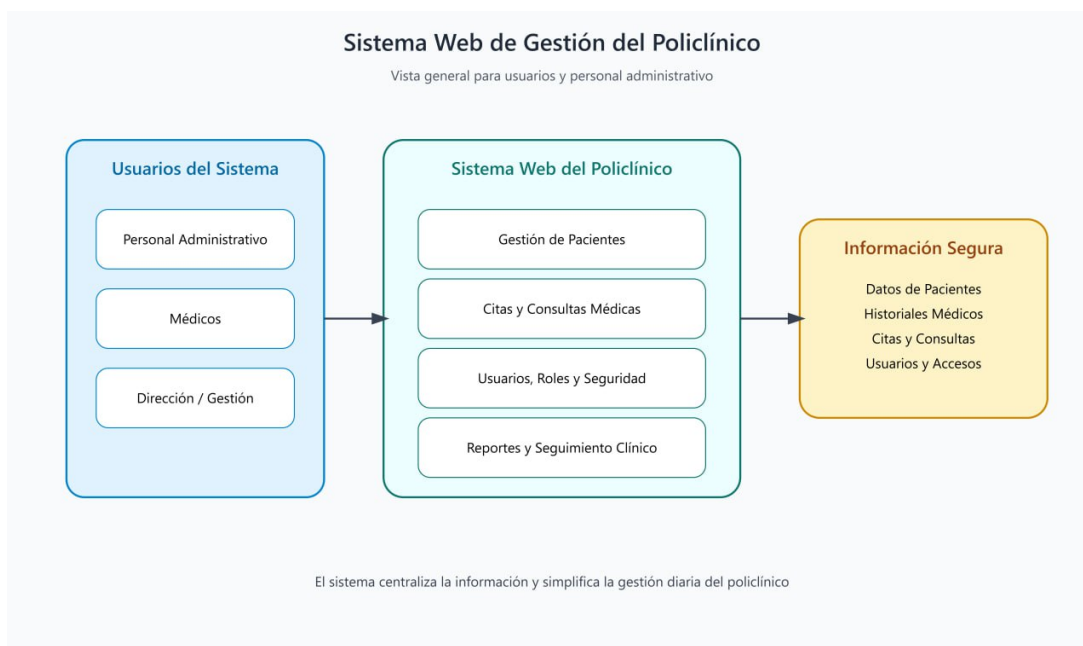 Sistema Web de Gestión del Policlínico
Vista general para usuarios y personal administrativo
Usuarios del Sistema
Personal Administrativo
Médicos
Dirección / Gestión
Sistema Web del Policlínico
Gestión de Pacientes
Citas y Consultas Médicas
Usuarios, Roles y Seguridad
Reportes y Seguimiento Clínico
Información Segura
Datos de Pacientes
Historiales Médicos
Citas y Consultas
Usuarios y Accesos
El sistema centraliza la información y simplifica la gestión diaria del policlínico